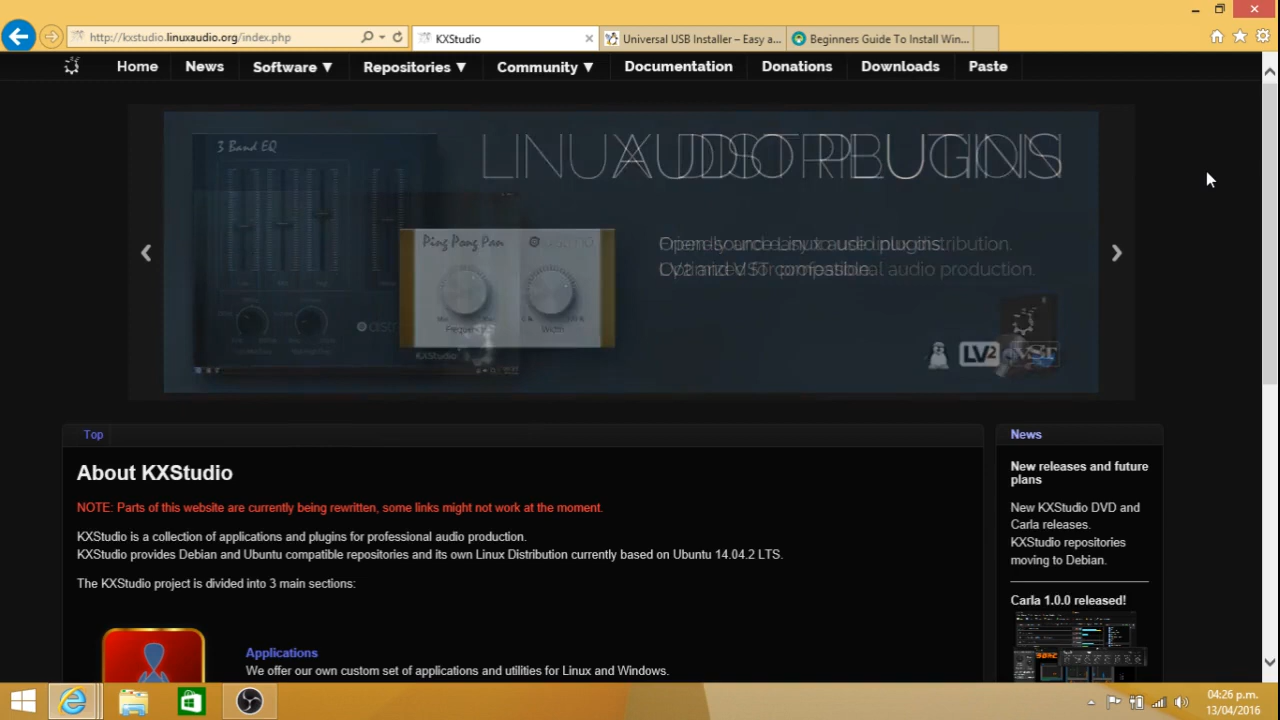 http://kxstudio.linuxaudio.org/index.php
KXStudio
Universal USB Installer – Easy a...
Beginners Guide To Install Win...
Home
News
Software ▼
Repositories ▼
Community ▼
Documentation
Donations
Downloads
Paste
3 Band EQ
Ping Pong Pan
Frequency
Width
KXStudio
LV2
VST
Top
About KXStudio
NOTE: Parts of this website are currently being rewritten, some links might not work at the moment.
KXStudio is a collection of applications and plugins for professional audio production.
KXStudio provides Debian and Ubuntu compatible repositories and its own Linux Distribution currently based on Ubuntu 14.04.2 LTS.
The KXStudio project is divided into 3 main sections:
Applications
We offer our own custom set of applications and utilities for Linux and Windows.
News
New releases and future
plans
New KXStudio DVD and
Carla releases.
KXStudio repositories
moving to Debian.
Carla 1.0.0 released!
04:26 p.m.
13/04/2016